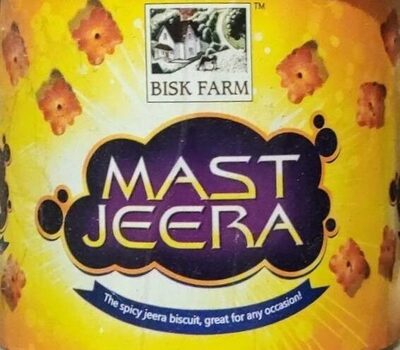 TM
BISK FARM
MAST
JEERA
The spicy jeera biscuit, great for any occasion!